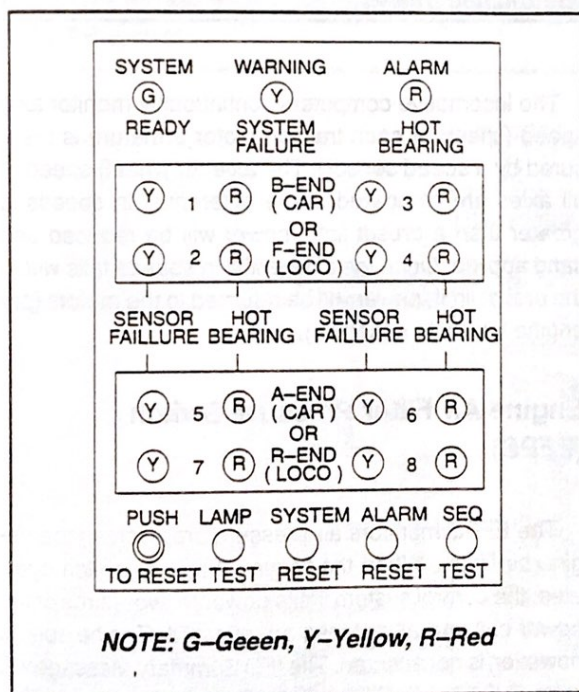 SYSTEM WARNING ALARM
G Y R
READY SYSTEM HOT
FAILURE BEARING
Y 1 R B–END Y 3 R
(CAR)
OR
Y 2 R F–END Y 4 R
(LOCO)
SENSOR HOT SENSOR HOT
FAILLURE BEARING FAILLURE BEARING
Y 5 R A–END Y 6 R
(CAR)
OR
Y 7 R R–END Y 8 R
(LOCO)
PUSH LAMP SYSTEM ALARM SEQ
TO RESET TEST RESET RESET TEST
NOTE: G–Geeen, Y–Yellow, R–Red